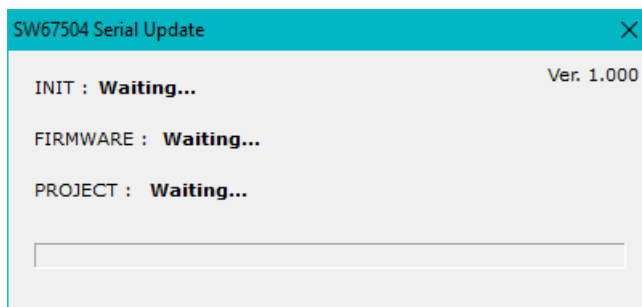 SW67504 Serial Update
Ver. 1.000
INIT : Waiting...
FIRMWARE : Waiting...
PROJECT : Waiting...